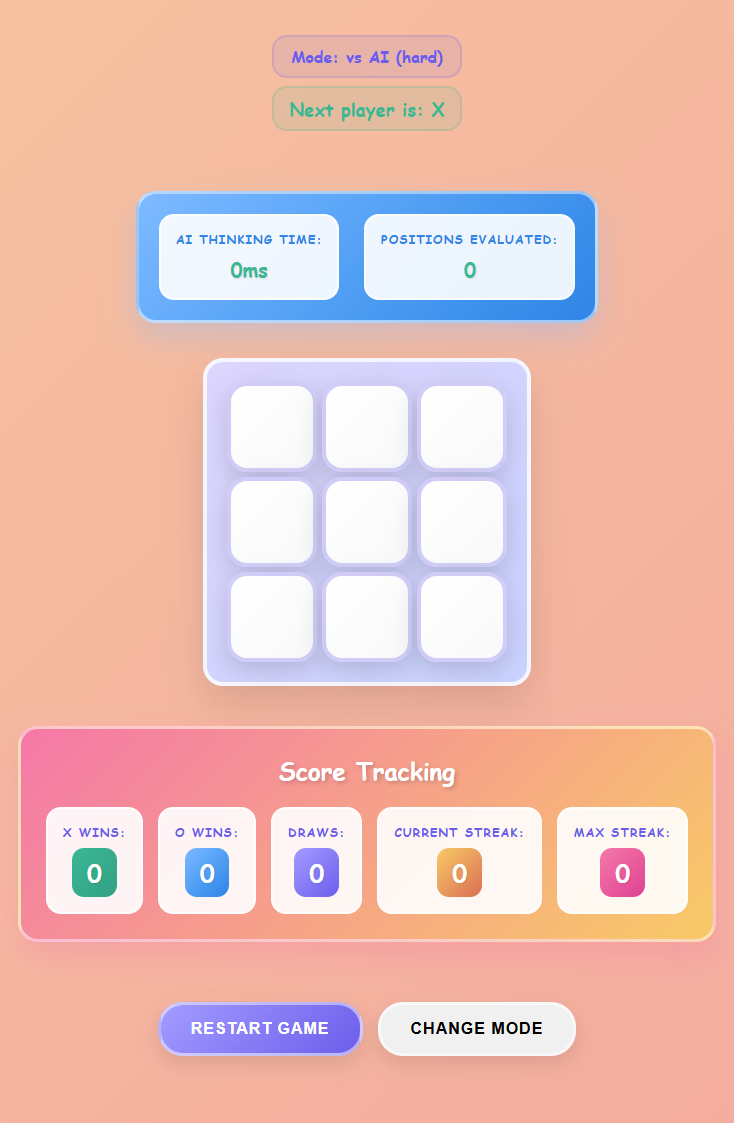 Mode: vs AI (hard)
Next player is: X
AI THINKING TIME: POSITIONS EVALUATED:
0ms 0
Score Tracking
X WINS: O WINS: DRAWS: CURRENT STREAK: MAX STREAK:
0 0 0 0 0
RESTART GAME CHANGE MODE